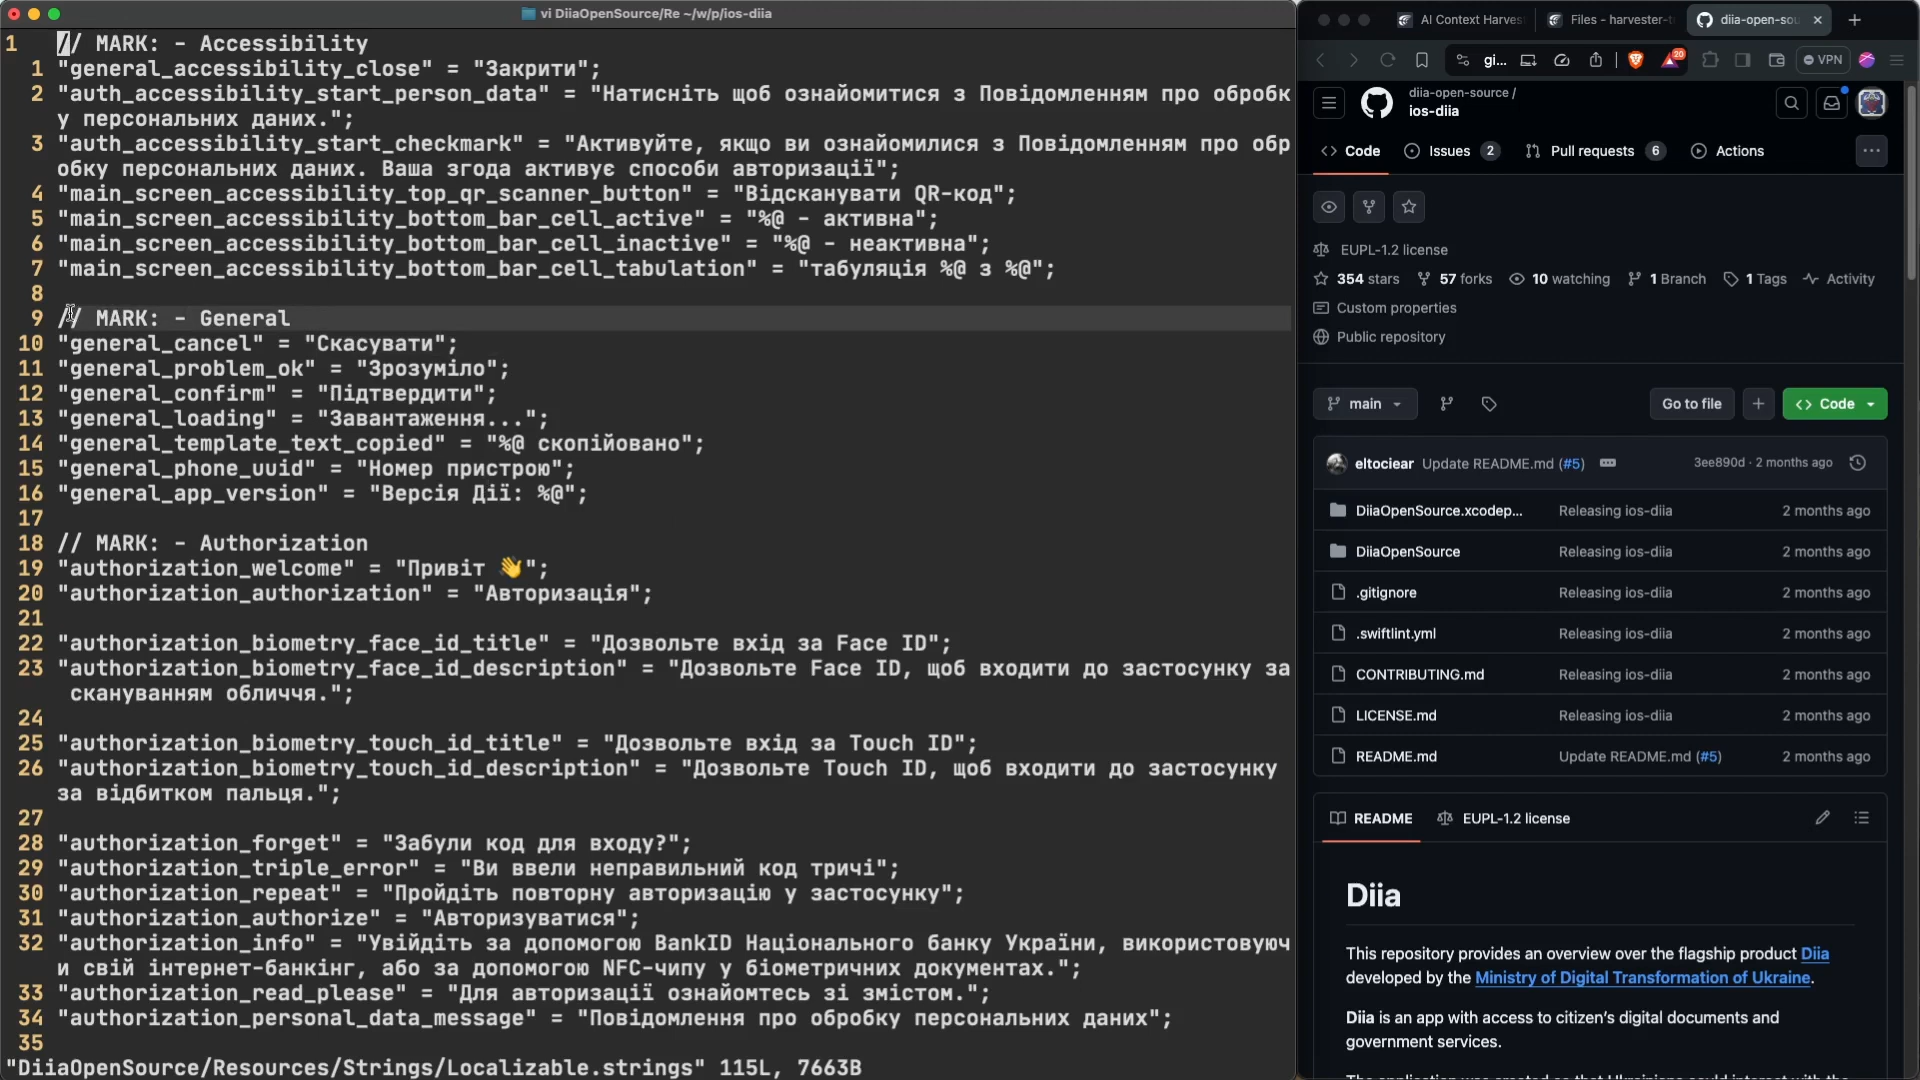 vi DiiaOpenSource/Re ~/w/p/ios-diia
1 // MARK: - Accessibility
1 "general_accessibility_close" = "Закрити";
2 "auth_accessibility_start_person_data" = "Натисніть щоб ознайомитися з Повідомленням про обробк
у персональних даних.";
3 "auth_accessibility_start_checkmark" = "Активуйте, якщо ви ознайомилися з Повідомленням про обр
обку персональних даних. Ваша згода активує способи авторизації";
4 "main_screen_accessibility_top_qr_scanner_button" = "Відсканувати QR-код";
5 "main_screen_accessibility_bottom_bar_cell_active" = "%@ - активна";
6 "main_screen_accessibility_bottom_bar_cell_inactive" = "%@ - неактивна";
7 "main_screen_accessibility_bottom_bar_cell_tabulation" = "табуляція %@ з %@";
8
9 // MARK: - General
10 "general_cancel" = "Скасувати";
11 "general_problem_ok" = "Зрозуміло";
12 "general_confirm" = "Підтвердити";
13 "general_loading" = "Завантаження...";
14 "general_template_text_copied" = "%@ скопійовано";
15 "general_phone_uuid" = "Номер пристрою";
16 "general_app_version" = "Версія Дії: %@";
17
18 // MARK: - Authorization
19 "authorization_welcome" = "Привіт 👋";
20 "authorization_authorization" = "Авторизація";
21
22 "authorization_biometry_face_id_title" = "Дозвольте вхід за Face ID";
23 "authorization_biometry_face_id_description" = "Дозвольте Face ID, щоб входити до застосунку за
скануванням обличчя.";
24
25 "authorization_biometry_touch_id_title" = "Дозвольте вхід за Touch ID";
26 "authorization_biometry_touch_id_description" = "Дозвольте Touch ID, щоб входити до застосунку
за відбитком пальця.";
27
28 "authorization_forget" = "Забули код для входу?";
29 "authorization_triple_error" = "Ви ввели неправильний код тричі";
30 "authorization_repeat" = "Пройдіть повторну авторизацію у застосунку";
31 "authorization_authorize" = "Авторизуватися";
32 "authorization_info" = "Увійдіть за допомогою BankID Національного банку України, використовуюч
и свій інтернет-банкінг, або за допомогою NFC-чипу у біометричних документах.";
33 "authorization_read_please" = "Для авторизації ознайомтесь зі змістом.";
34 "authorization_personal_data_message" = "Повідомлення про обробку персональних даних";
35
"DiiaOpenSource/Resources/Strings/Localizable.strings" 115L, 7663B
AI Context Harves
Files - harvester-t
diia-open-sou
gi...
20
VPN
diia-open-source /
ios-diia
Code
Issues 2
Pull requests 6
Actions
EUPL-1.2 license
354 stars 57 forks 10 watching 1 Branch 1 Tags Activity
Custom properties
Public repository
main
Go to file
Code
eltociear Update README.md (#5) 3ee890d · 2 months ago
DiiaOpenSource.xcodep... Releasing ios-diia 2 months ago
DiiaOpenSource Releasing ios-diia 2 months ago
.gitignore Releasing ios-diia 2 months ago
.swiftlint.yml Releasing ios-diia 2 months ago
CONTRIBUTING.md Releasing ios-diia 2 months ago
LICENSE.md Releasing ios-diia 2 months ago
README.md Update README.md (#5) 2 months ago
README
EUPL-1.2 license
Diia
This repository provides an overview over the flagship product Diia
developed by the Ministry of Digital Transformation of Ukraine.
Diia is an app with access to citizen's digital documents and
government services.